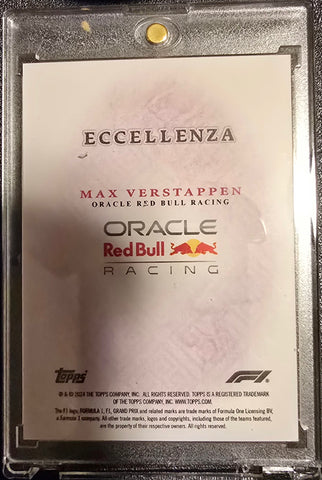 ECCELLENZA
MAX VERSTAPPEN
ORACLE RED BULL RACING
ORACLE
Red Bull
RACING
Topps
F1
® & © 2024 THE TOPPS COMPANY, INC. ALL RIGHTS RESERVED. TOPPS IS A REGISTERED TRADEMARK
OF THE TOPPS COMPANY, INC. WWW.TOPPS.COM.
The F1 logo, FORMULA 1, F1, GRAND PRIX and related marks are trade marks of Formula One Licensing BV,
a Formula 1 company. All other trade marks, logos and copyrights, including those of the teams featured,
are the property of their respective owners. All rights reserved.